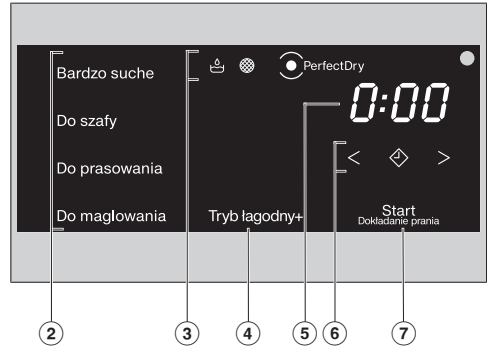 Bardzo suche
PerfectDry
0:00
Do szafy
Do prasowania
< >
Do maglowania
Tryb łagodny+
Start
Dokładanie prania
2 3 4 5 6 7